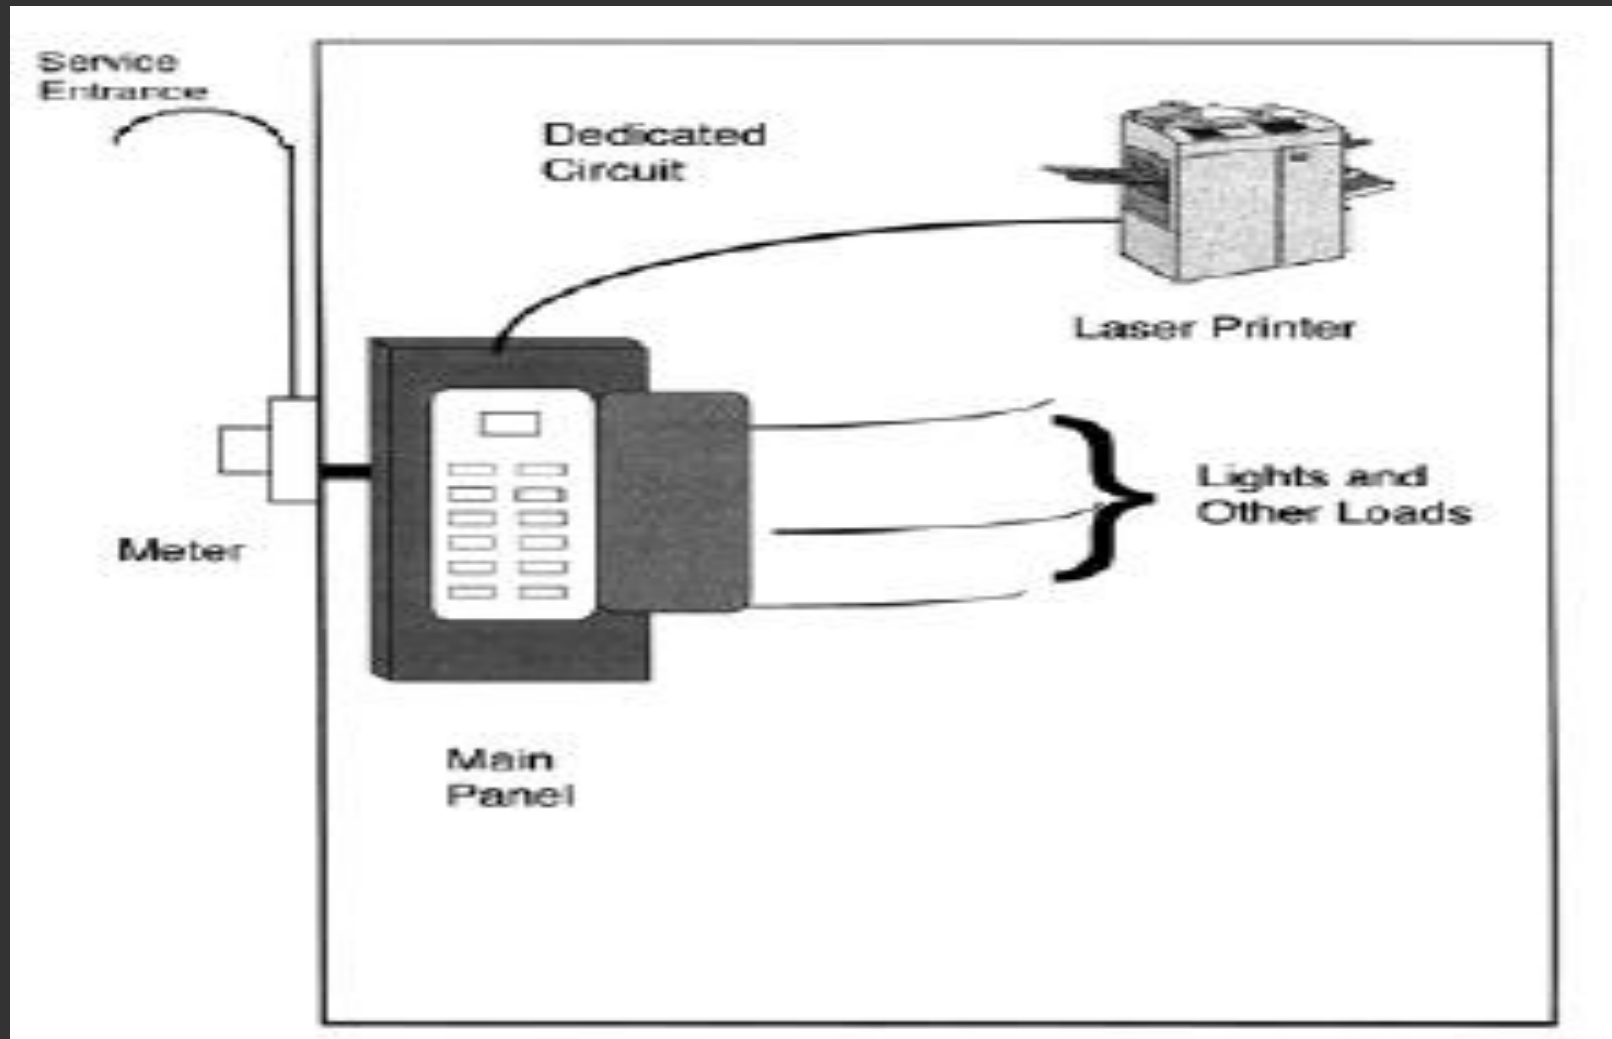 Service
Entrance
Dedicated
Circuit
Laser Printer
Lights and
Other Loads
Meter
Main
Panel